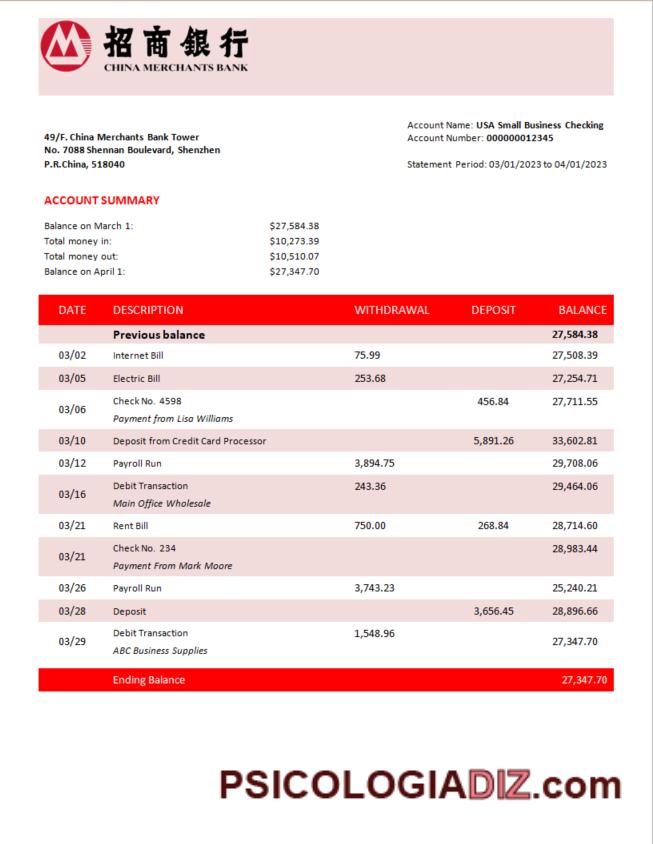 招商銀行
CHINA MERCHANTS BANK
Account Name: USA Small Business Checking
Account Number: 000000012345
Statement Period: 03/01/2023 to 04/01/2023
49/F. China Merchants Bank Tower
No. 7088 Shennan Boulevard, Shenzhen
P.R.China, 518040
ACCOUNT SUMMARY
Balance on March 1: $27,584.38
Total money in: $10,273.39
Total money out: $10,510.07
Balance on April 1: $27,347.70
DATE DESCRIPTION WITHDRAWAL DEPOSIT BALANCE
Previous balance 27,584.38
03/02 Internet Bill 75.99 27,508.39
03/05 Electric Bill 253.68 27,254.71
03/06 Check No. 4598 456.84 27,711.55
Payment from Lisa Williams
03/10 Deposit from Credit Card Processor 5,891.26 33,602.81
03/12 Payroll Run 3,894.75 29,708.06
03/16 Debit Transaction 243.36 29,464.06
Main Office Wholesale
03/21 Rent Bill 750.00 268.84 28,714.60
03/21 Check No. 234 28,983.44
Payment From Mark Moore
03/26 Payroll Run 3,743.23 25,240.21
03/28 Deposit 3,656.45 28,896.66
03/29 Debit Transaction 1,548.96 27,347.70
ABC Business Supplies
Ending Balance 27,347.70
PSICOLOGIADIZ.com